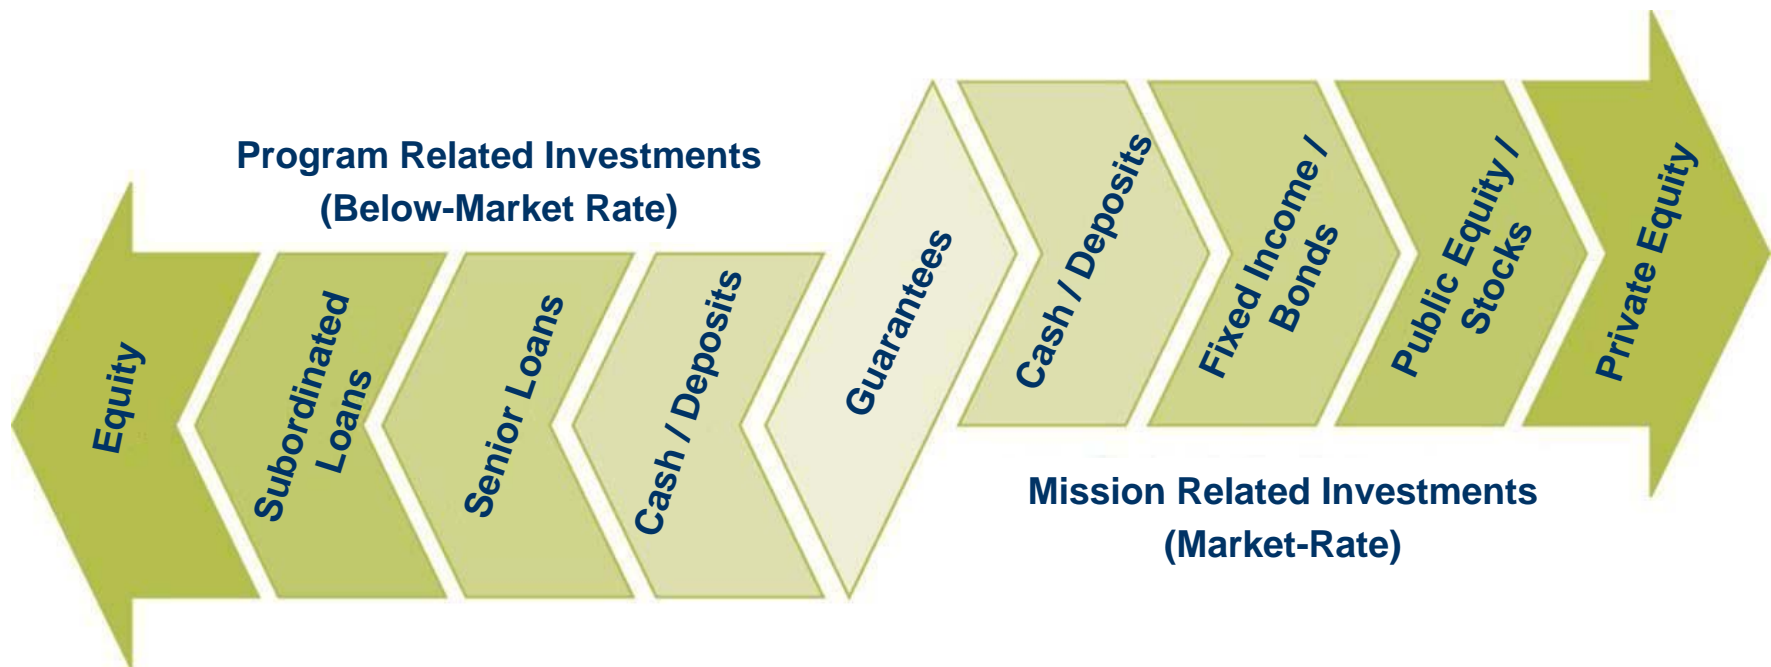 Program Related Investments
(Below-Market Rate)
Equity
Subordinated
Loans
Senior Loans
Cash / Deposits
Guarantees
Cash / Deposits
Fixed Income /
Bonds
Public Equity /
Stocks
Private Equity
Mission Related Investments
(Market-Rate)